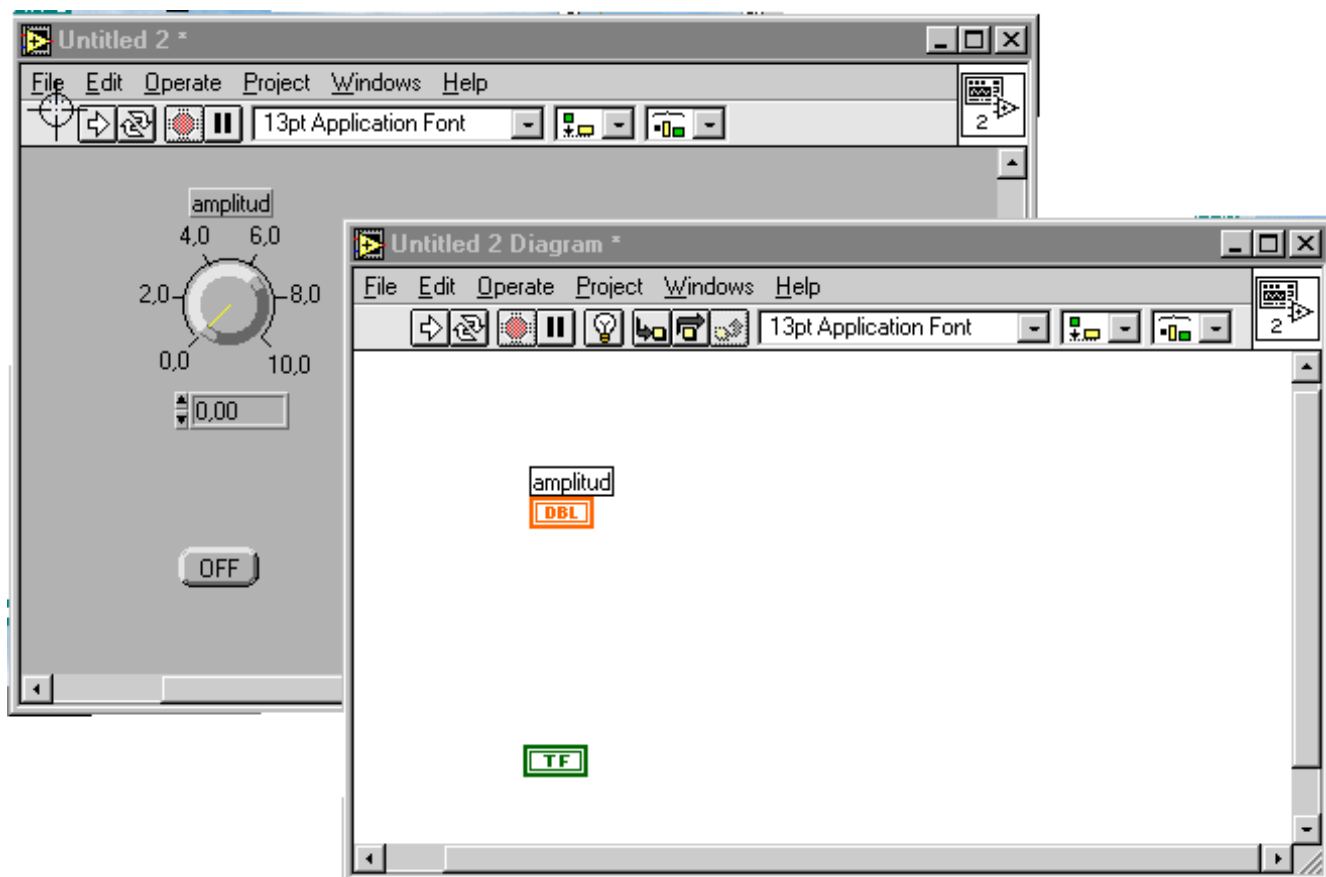 Untitled 2 *
File Edit Operate Project Windows Help
13pt Application Font
2
amplitud
4,0 6,0
2,0 8,0
0,0 10,0
0,00
OFF
Untitled 2 Diagram *
File Edit Operate Project Windows Help
13pt Application Font
2
amplitud
DBL
TF